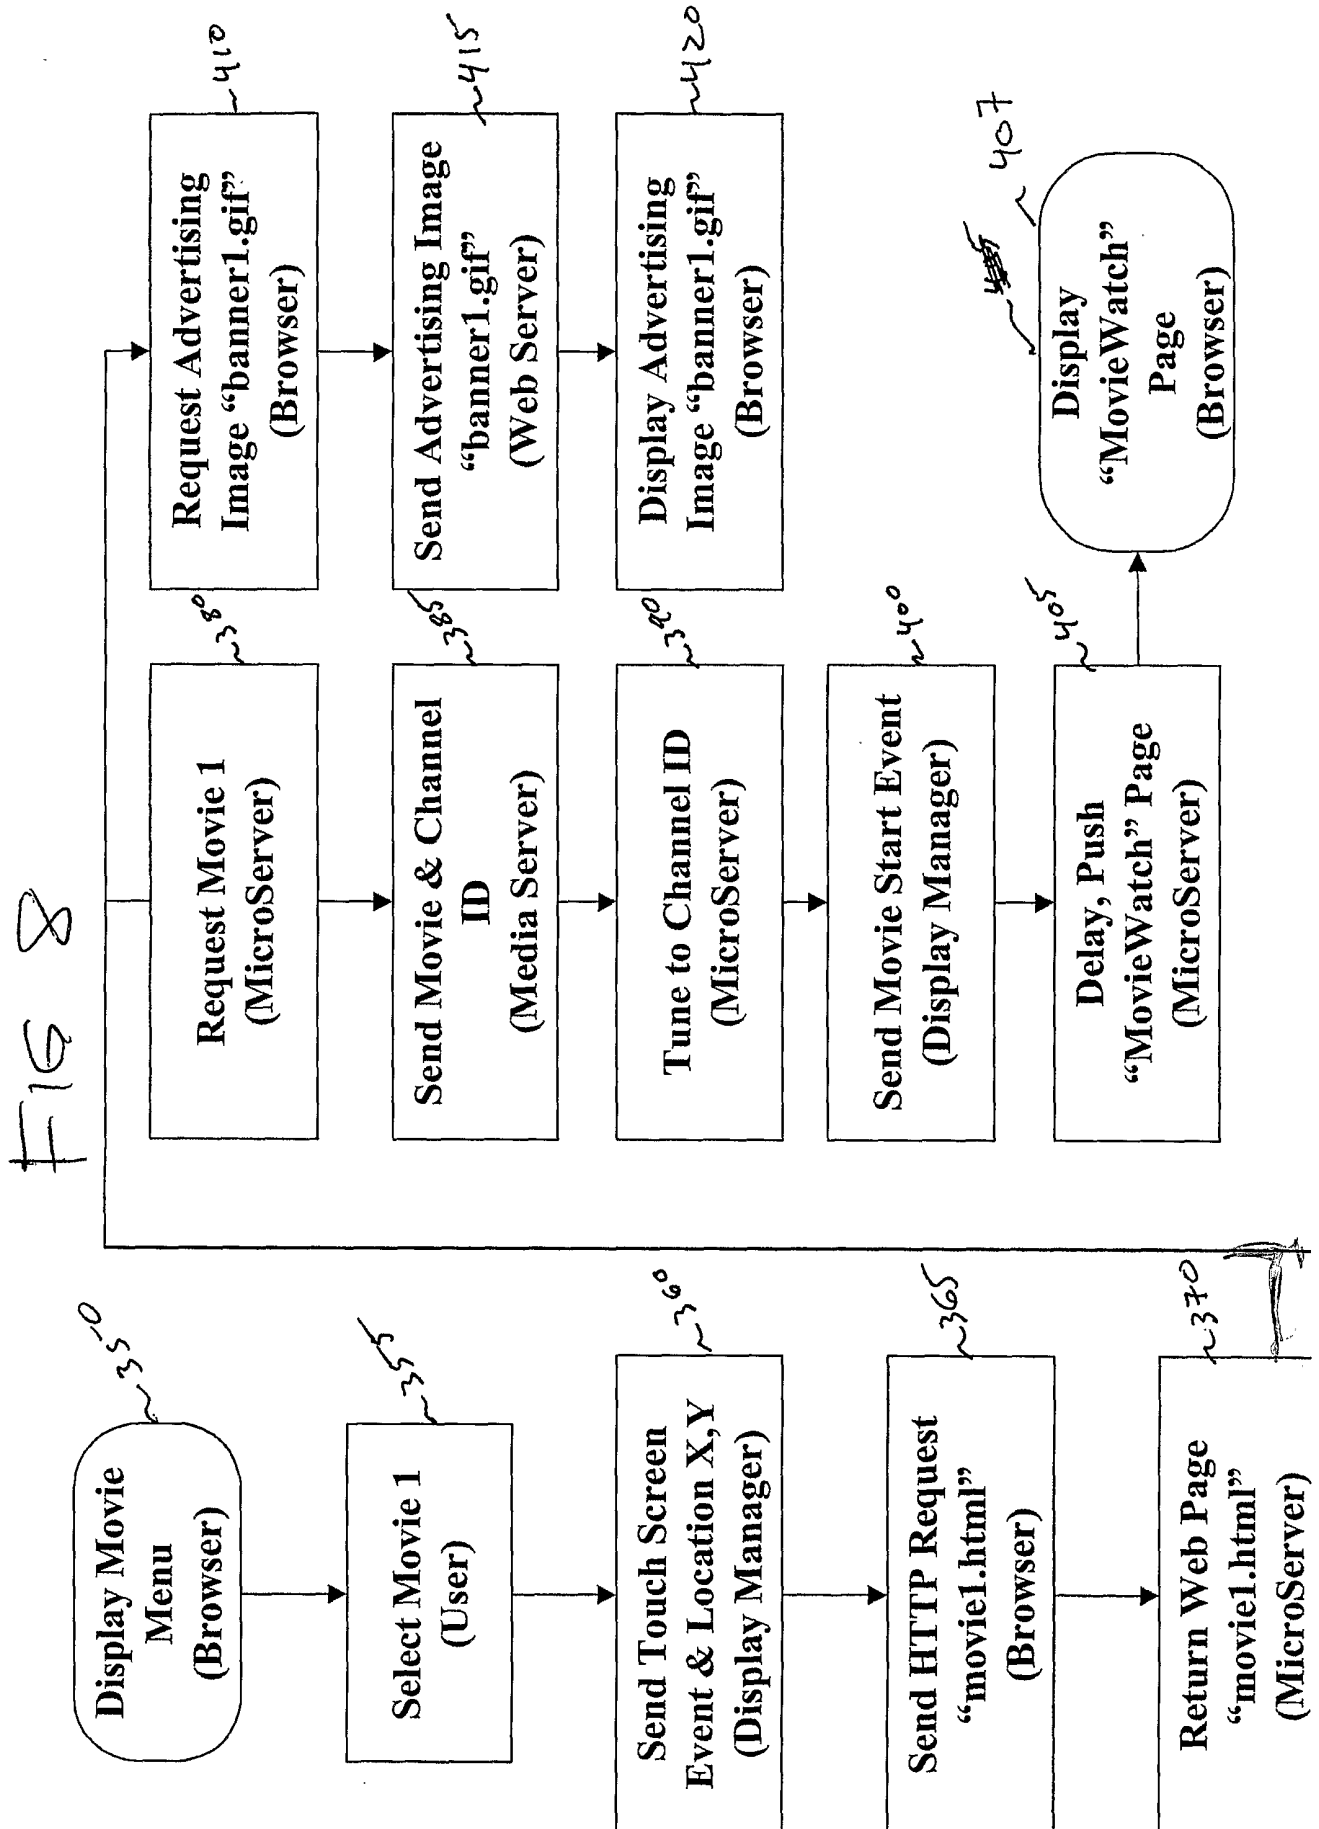 FIG 8
Display Movie
Menu
(Browser)
350
Select Movie 1
(User)
355
Send Touch Screen
Event & Location X,Y
(Display Manager)
360
Send HTTP Request
“movie1.html”
(Browser)
365
Return Web Page
“movie1.html”
(MicroServer)
370
Request Movie 1
(MicroServer)
380
Send Movie & Channel
ID
(Media Server)
385
Tune to Channel ID
(MicroServer)
390
Send Movie Start Event
(Display Manager)
400
Delay, Push
“MovieWatch” Page
(MicroServer)
405
Display
“MovieWatch”
Page
(Browser)
407
Request Advertising
Image “banner1.gif”
(Browser)
410
Send Advertising Image
“banner1.gif”
(Web Server)
415
Display Advertising
Image “banner1.gif”
(Browser)
420